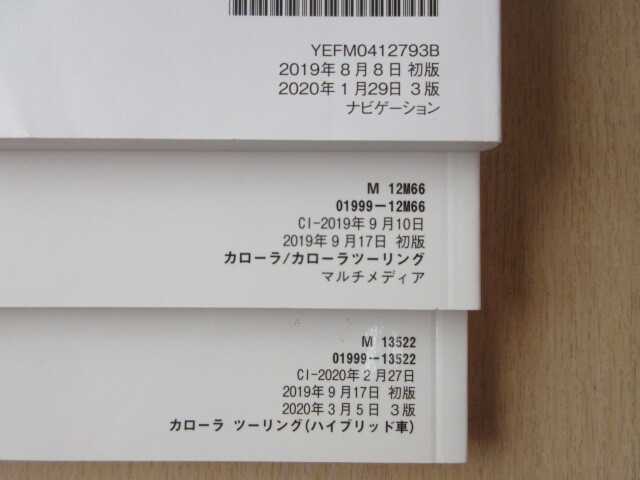 YEFM0412793B
2019年8月8日 初版
2020年1月29日 3版
ナビゲーション
M 12M66
01999－12M66
CI-2019年9月10日
2019年9月17日 初版
カローラ/カローラツーリング
マルチメディア
M 13522
01999－13522
CI-2020年2月27日
2019年9月17日 初版
2020年3月5日 3版
カローラ ツーリング(ハイブリッド車)